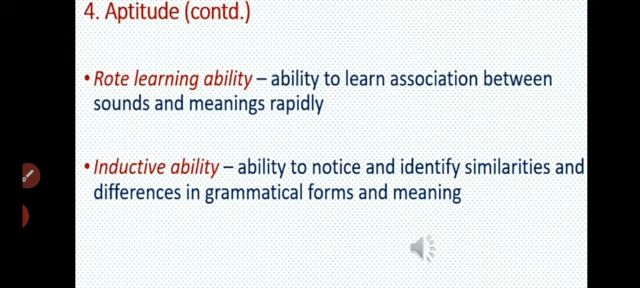 4. Aptitude (contd.)
• Rote learning ability – ability to learn association between
sounds and meanings rapidly
• Inductive ability – ability to notice and identify similarities and
differences in grammatical forms and meaning